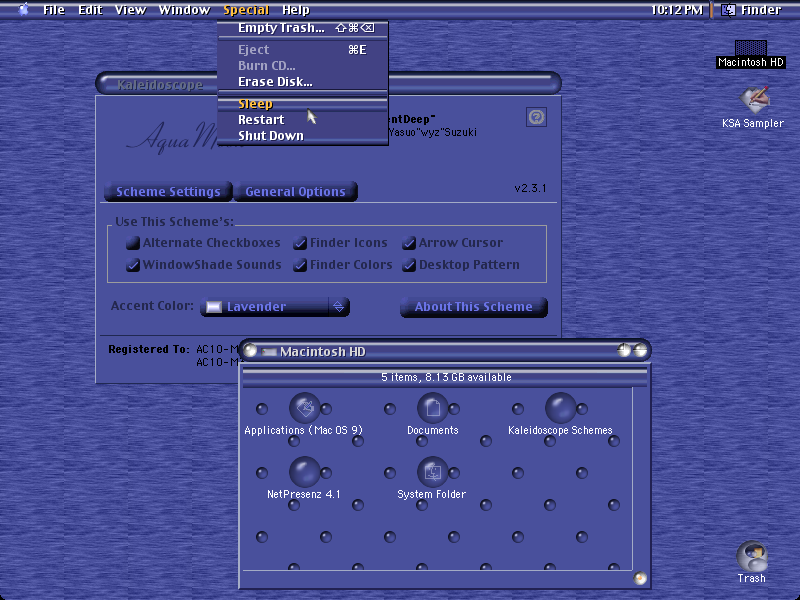 File Edit View Window Special Help 10:12 PM Finder
Empty Trash... ⇧⌘⌫
Eject ⌘E
Burn CD...
Erase Disk...
Sleep
Restart
Shut Down
Macintosh HD
KSA Sampler
Kaleidoscope
Aqua
entDeep"
Yasuo"wyz"Suzuki
Scheme Settings General Options v2.3.1
Use This Scheme's:
Alternate Checkboxes Finder Icons Arrow Cursor
WindowShade Sounds Finder Colors Desktop Pattern
Accent Color: Lavender About This Scheme
Registered To: AC10-M
AC10-M
Macintosh HD
5 items, 8.13 GB available
Applications (Mac OS 9) Documents Kaleidoscope Schemes
NetPresenz 4.1 System Folder
Trash